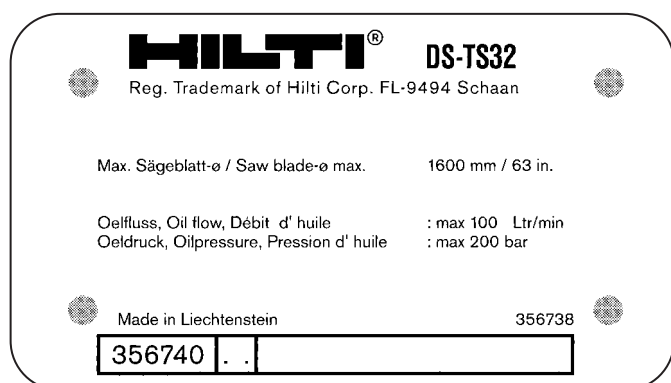 HILTI® DS-TS32
Reg. Trademark of Hilti Corp. FL-9494 Schaan
Max. Sägeblatt-ø / Saw blade-ø max. 1600 mm / 63 in.
Oelfluss, Oil flow, Débit d' huile : max 100 Ltr/min
Oeldruck, Oilpressure, Pression d' huile : max 200 bar
Made in Liechtenstein 356738
356740 . .